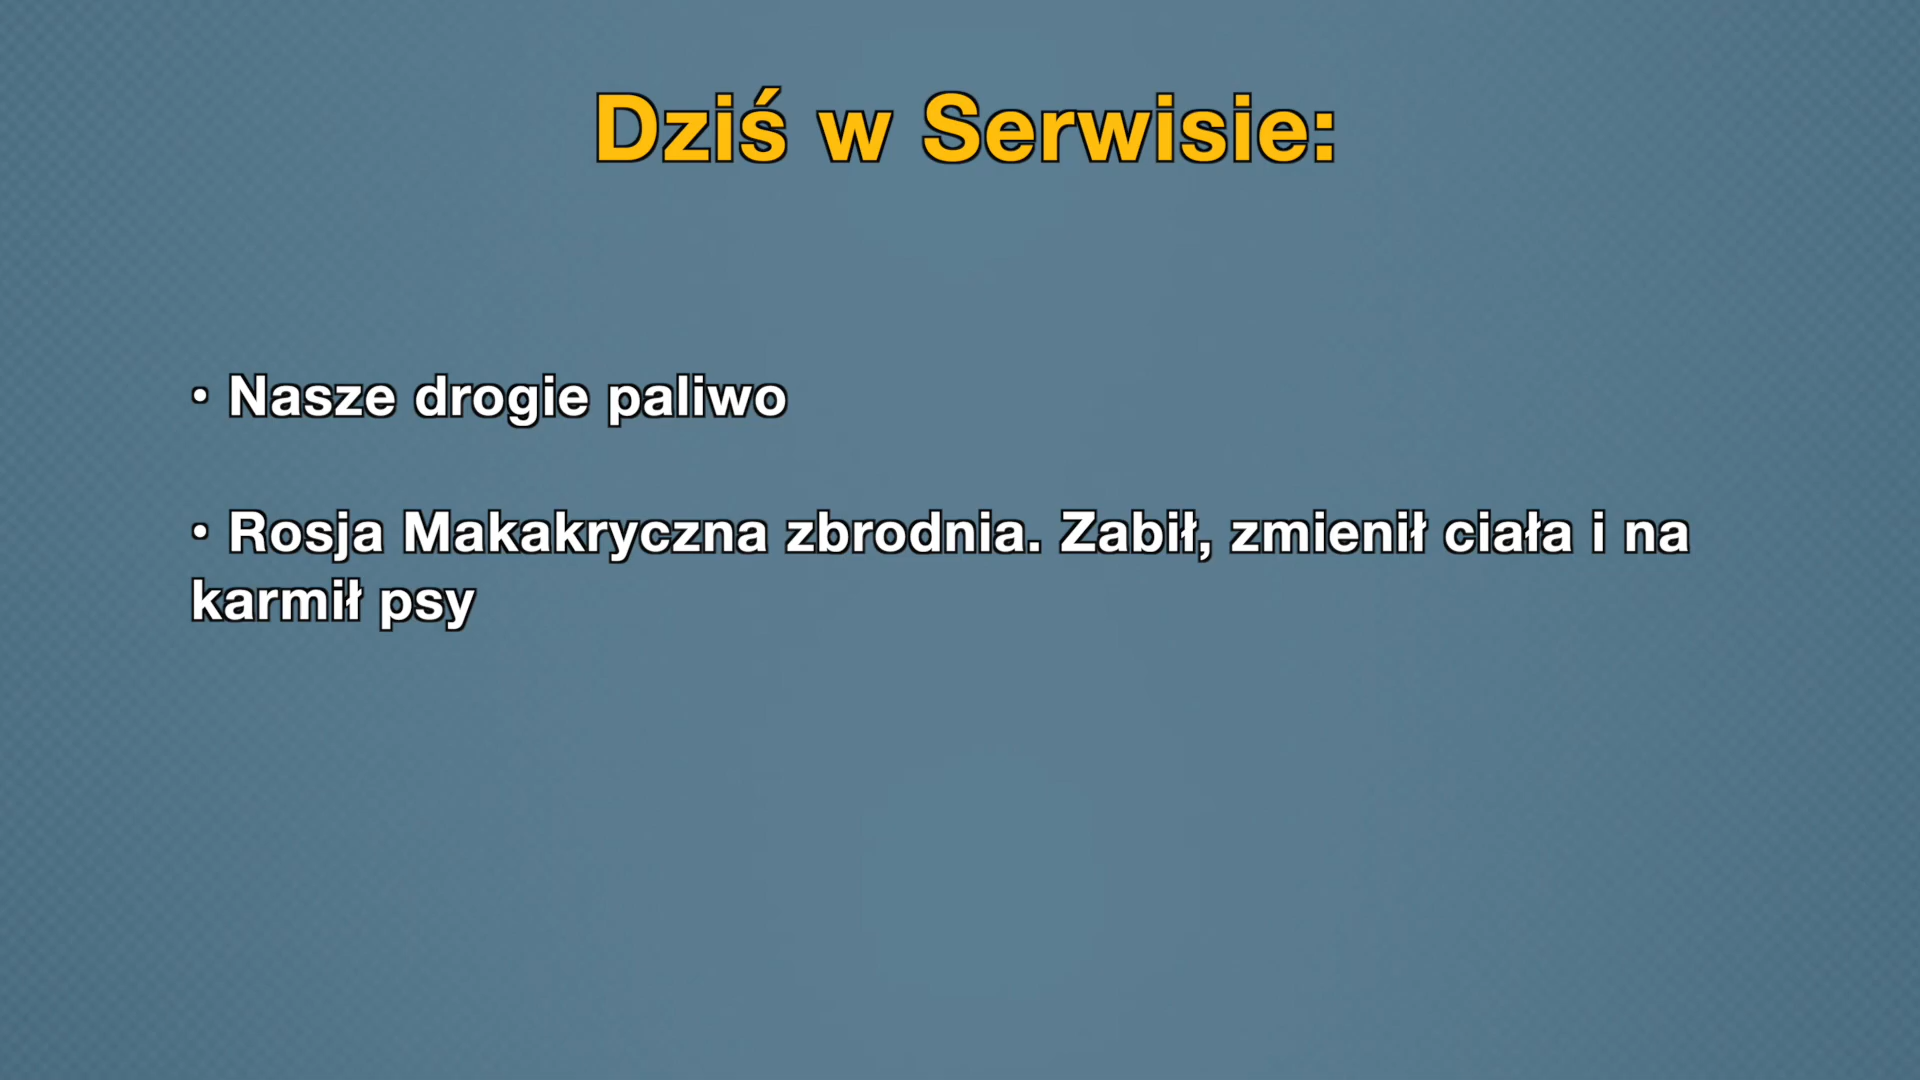 Dziś w Serwisie:
• Nasze drogie paliwo
• Rosja Makakryczna zbrodnia. Zabił, zmienił ciała i na
karmił psy